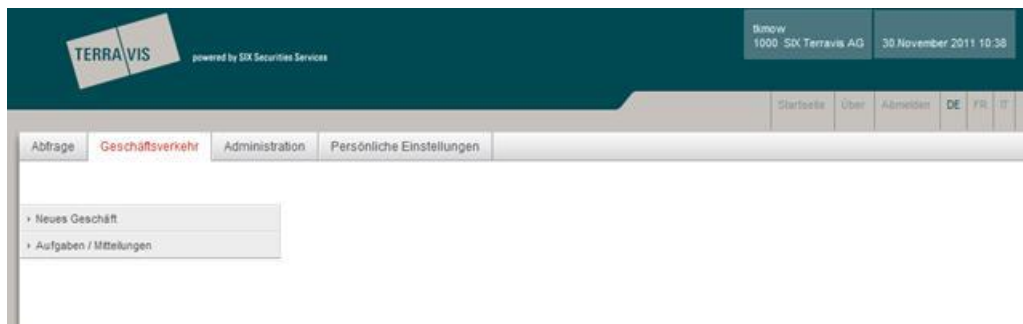 TERRAVIS
powered by SIX Securities Services
tkmow
1000 SIX Terravis AG
30.November 2011 10:38
Startseite Über Abmelden DE FR IT
Abfrage Geschäftsverkehr Administration Persönliche Einstellungen
› Neues Geschäft
› Aufgaben / Mitteilungen